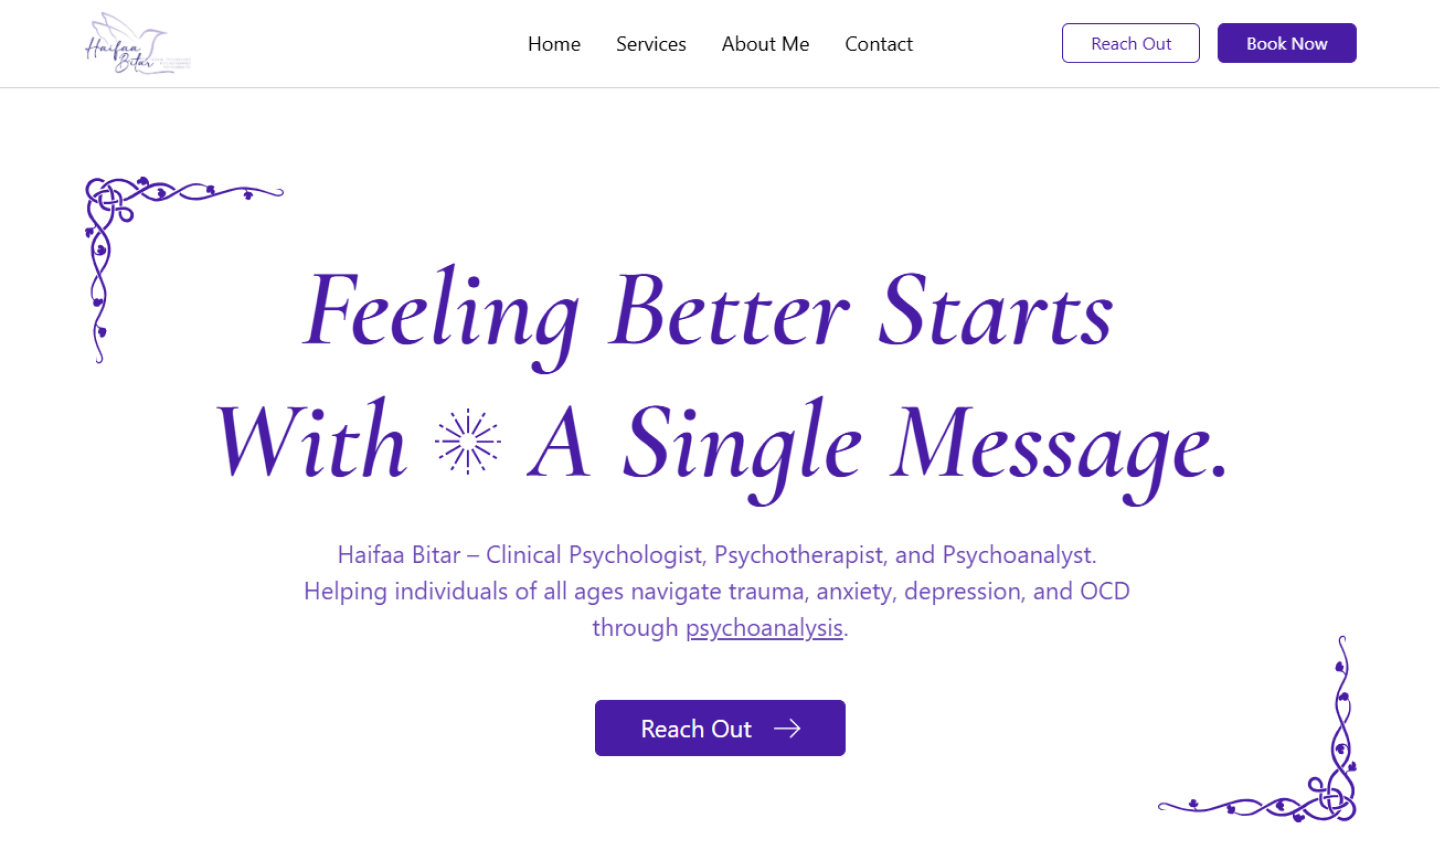 Haifaa
Bitar
Home
Services
About Me
Contact
Reach Out
Book Now
Feeling Better Starts
With A Single Message.
Haifaa Bitar – Clinical Psychologist, Psychotherapist, and Psychoanalyst.
Helping individuals of all ages navigate trauma, anxiety, depression, and OCD
through psychoanalysis.
Reach Out